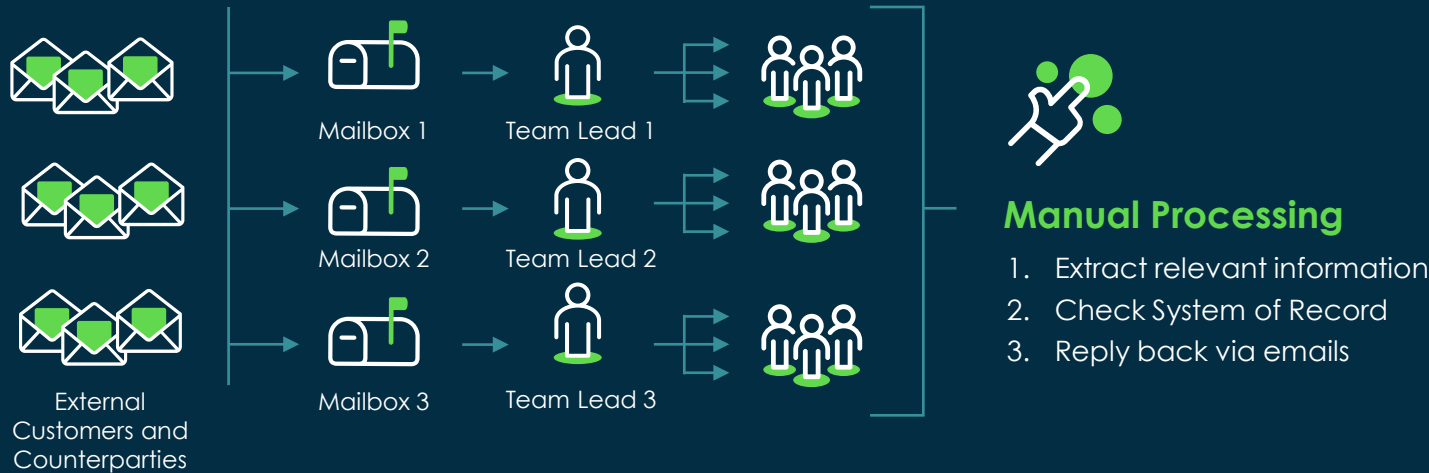 Mailbox 1
Team Lead 1
Mailbox 2
Team Lead 2
Mailbox 3
Team Lead 3
External
Customers and
Counterparties
Manual Processing
1. Extract relevant information
2. Check System of Record
3. Reply back via emails